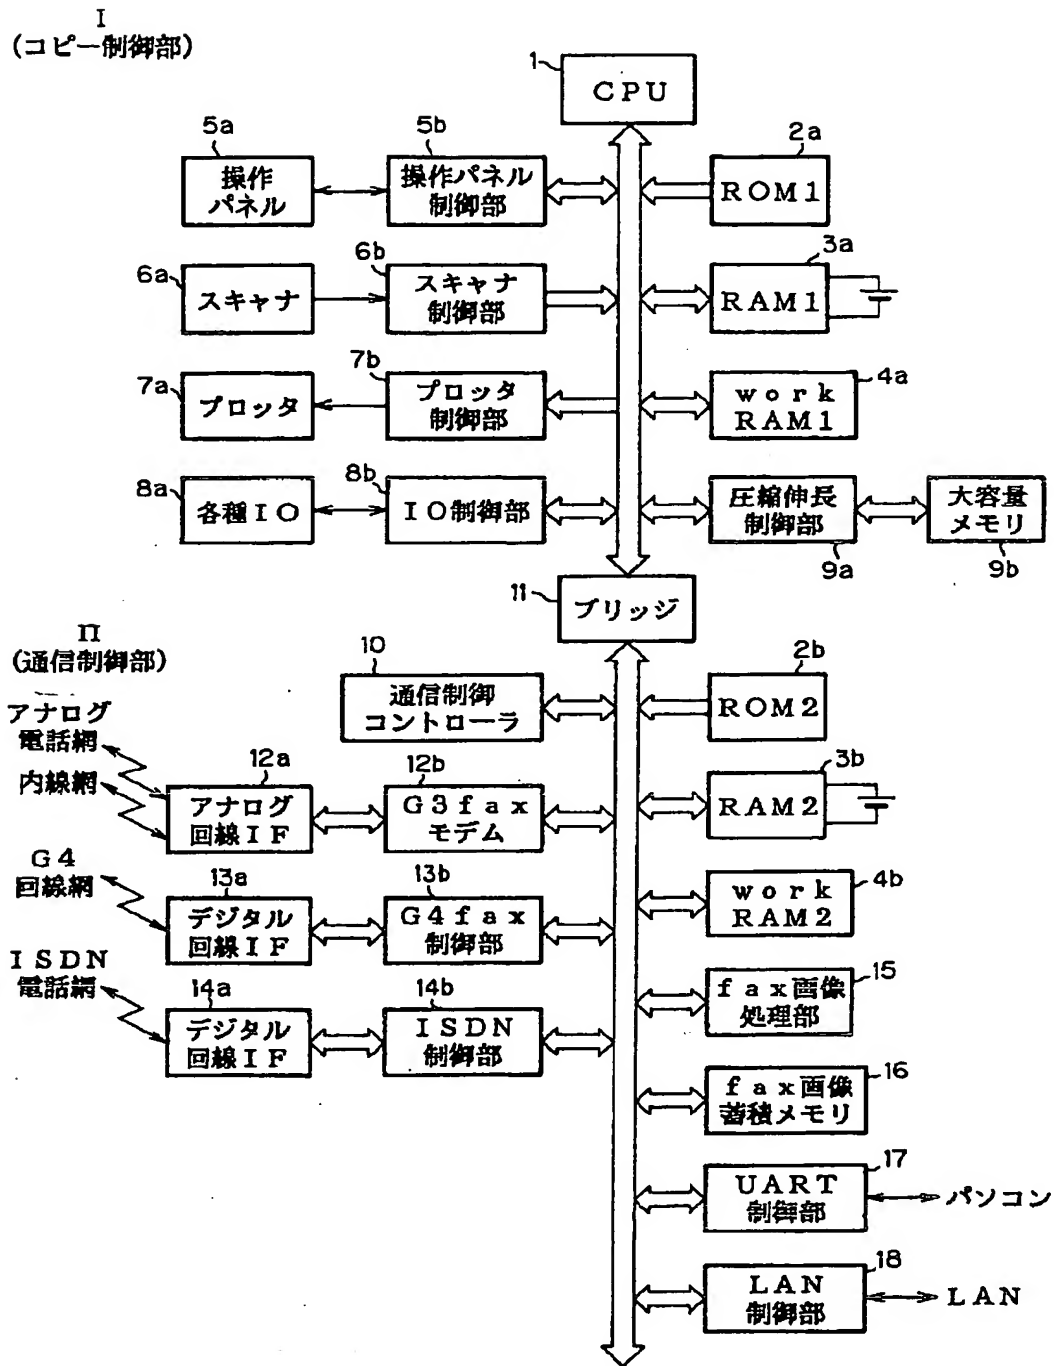 I
(コピー制御部)
1
CPU
5a
操作
パネル
5b
操作パネル
制御部
2a
ROM1
6a
スキャナ
6b
スキャナ
制御部
3a
RAM1
7a
プロッタ
7b
プロッタ
制御部
4a
work
RAM1
8a
各種IO
8b
IO制御部
圧縮伸長
制御部
9a
大容量
メモリ
9b
11
ブリッジ
II
(通信制御部)
10
通信制御
コントローラ
2b
ROM2
アナログ
電話網
内線網
12a
アナログ
回線IF
12b
G3fax
モデム
3b
RAM2
G4
回線網
13a
デジタル
回線IF
13b
G4fax
制御部
4b
work
RAM2
ISDN
電話網
14a
デジタル
回線IF
14b
ISDN
制御部
15
fax画像
処理部
16
fax画像
蓄積メモリ
17
UART
制御部
パソコン
18
LAN
制御部
LAN